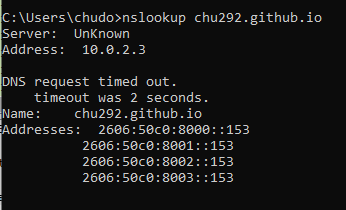 C:\Users\chudo>nslookup chu292.github.io
Server:  UnKnown
Address:  10.0.2.3
DNS request timed out.
    timeout was 2 seconds.
Name:    chu292.github.io
Addresses:  2606:50c0:8000::153
          2606:50c0:8001::153
          2606:50c0:8002::153
          2606:50c0:8003::153